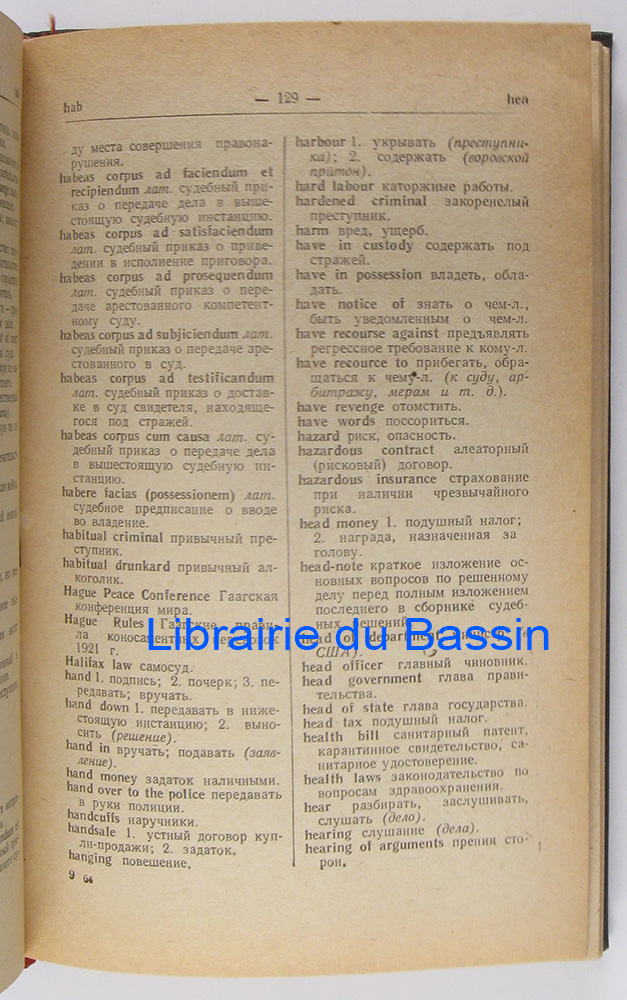 hab
— 129 —
hea
ду места совершения правона-
рушения.
habeas corpus ad faciendum et
recipiendum лат. судебный при-
каз о передаче дела в выше-
стоящую судебную инстанцию.
habeas corpus ad satisfaciendum
лат. судебный приказ о приве-
дении в исполнение приговора.
habeas corpus ad prosequendum
лат. судебный приказ о пере-
даче арестованного компетент-
ному суду.
habeas corpus ad subjiciendum лат.
судебный приказ о передаче аре-
стованного в суд.
habeas corpus ad testificandum
лат. судебный приказ о достав-
ке в суд свидетеля, находяще-
гося под стражей.
habeas corpus cum causa лат. су-
дебный приказ о передаче дела
в вышестоящую судебную ин-
станцию.
habere facias (possessionem) лат.
судебное предписание о вводе
во владение.
habitual criminal привычный пре-
ступник.
habitual drunkard привычный ал-
коголик.
Hague Peace Conference Гаагская
конференция мира.
Hague Rules Гаагские прави-
ла коносаментных перевозок
1921 г.
Halifax law самосуд.
hand 1. подпись; 2. почерк; 3. пе-
редавать; вручать.
hand down 1. передавать в ниже-
стоящую инстанцию; 2. выно-
сить (решение).
hand in вручать; подавать (заяв-
ление).
hand money задаток наличными.
hand over to the police передавать
в руки полиции.
handcuffs наручники.
handsale 1. устный договор куп-
ли-продажи; 2. задаток.
hanging повешение.
9 64
harbour 1. укрывать (преступни-
ка); 2. содержать (воровской
притон).
hard labour каторжные работы.
hardened criminal закоренелый
преступник.
harm вред, ущерб.
have in custody содержать под
стражей.
have in possession владеть, обла-
дать.
have notice of знать о чем-л.,
быть уведомленным о чем-л.
have recourse against предъявлять
регрессное требование к кому-л.
have recource to прибегать, обра-
щаться к чему-л. (к суду, ар-
битражу, мерам и т. д.).
have revenge отомстить.
have words поссориться.
hazard риск, опасность.
hazardous contract алеаторный
(рисковый) договор.
hazardous insurance страхование
при наличии чрезвычайного
риска.
head money 1. подушный налог;
2. награда, назначенная за
голову.
head-note краткое изложение ос-
новных вопросов по решенному
делу перед полным изложением
последнего в сборнике судеб-
ных решений.
head of department министр (в
США).
head officer главный чиновник.
head government глава прави-
тельства.
head of state глава государства.
head tax подушный налог.
health bill санитарный патент,
карантинное свидетельство, са-
нитарное удостоверение.
health laws законодательство по
вопросам здравоохранения.
hear разбирать, заслушивать,
слушать (дело).
hearing слушание (дела).
hearing of arguments прения сто-
рон.
Librairie du Bassin